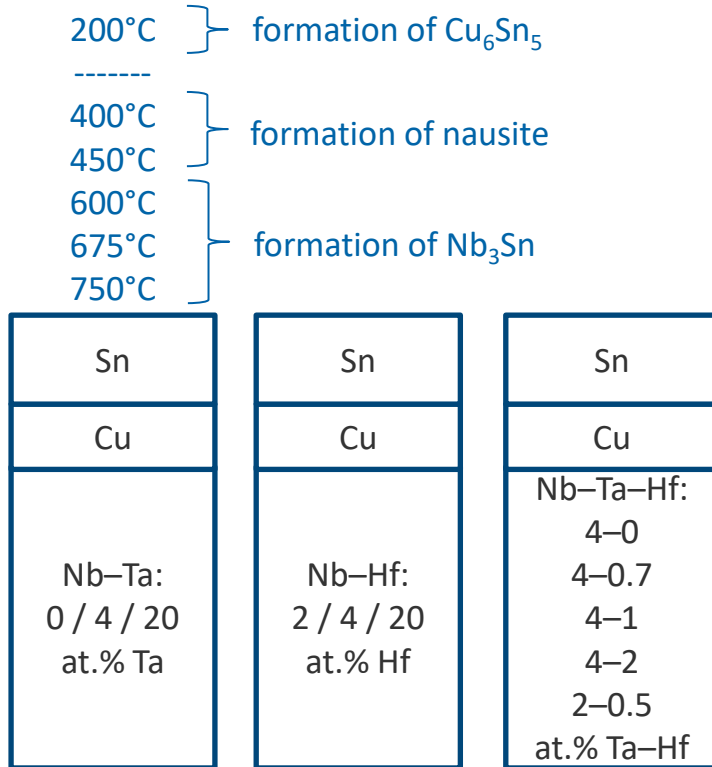 200°C formation of Cu₆Sn₅
-------
400°C
formation of nausite
450°C
600°C
675°C formation of Nb₃Sn
750°C
Sn
Cu
Nb–Ta:
0 / 4 / 20
at.% Ta
Sn
Cu
Nb–Hf:
2 / 4 / 20
at.% Hf
Sn
Cu
Nb–Ta–Hf:
4–0
4–0.7
4–1
4–2
2–0.5
at.% Ta–Hf